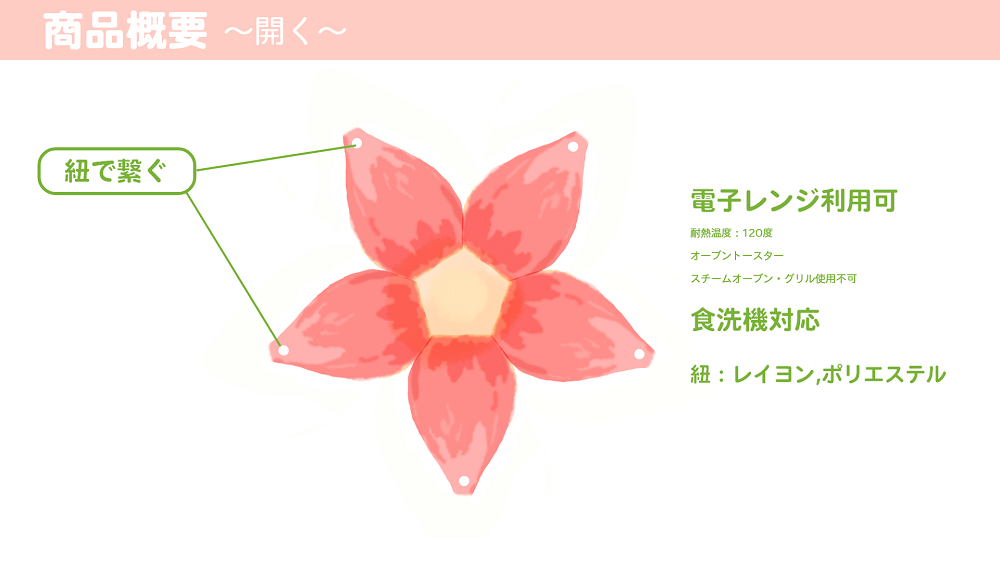 商品概要 〜開く〜
紐で繋ぐ
電子レンジ利用可
耐熱温度：120度
オーブントースター
スチームオーブン・グリル使用不可
食洗機対応
紐：レイヨン,ポリエステル